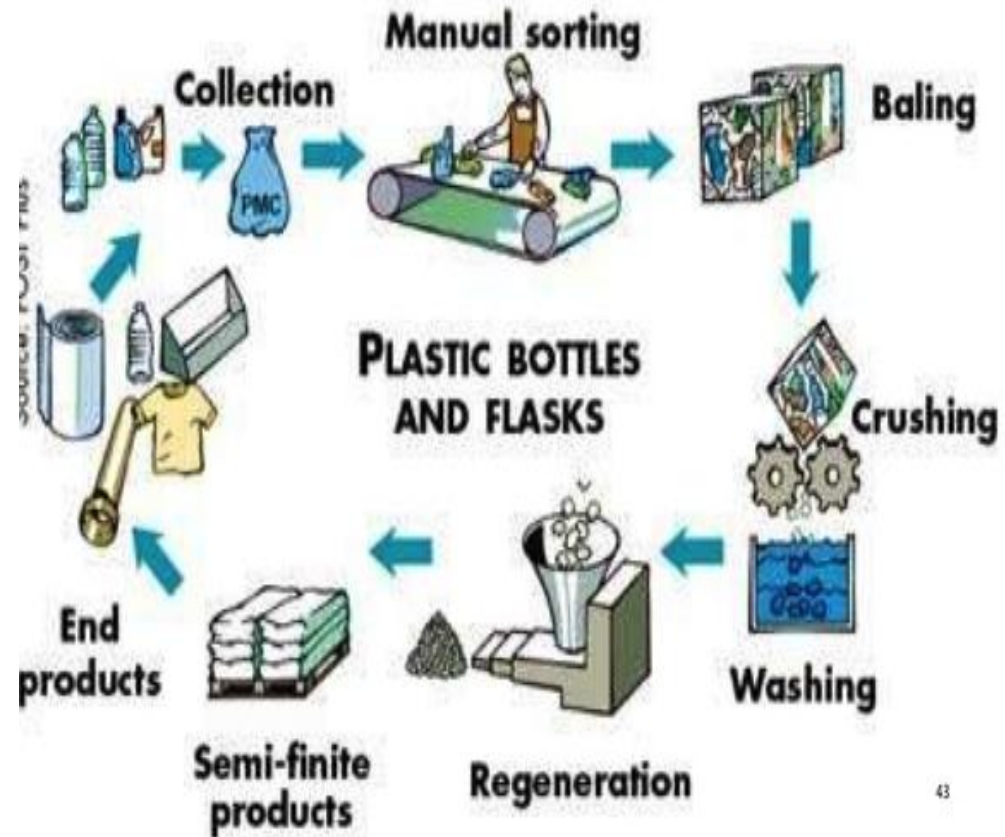 Manual sorting
Collection
Baling
PMC
PLASTIC BOTTLES
AND FLASKS
Crushing
Washing
Regeneration
Semi-finite
products
End
products
43